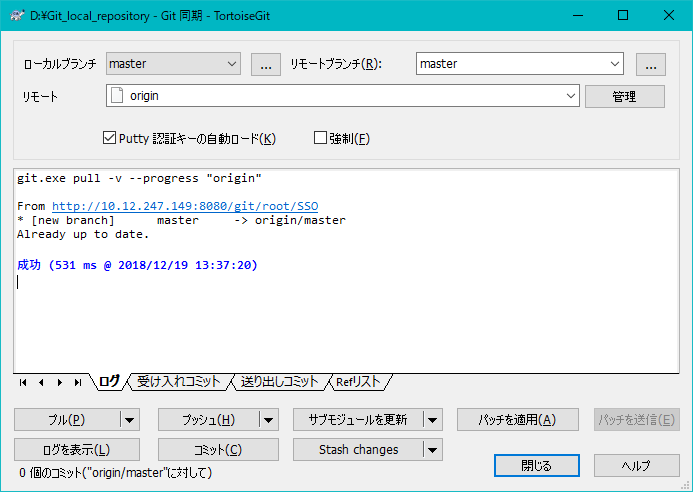 D:¥Git_local_repository - Git 同期 - TortoiseGit
ローカルブランチ master ... リモートブランチ(R): master ...
リモート origin 管理
Putty 認証キーの自動ロード(K) 強制(F)
git.exe pull -v --progress "origin"
From http://10.12.247.149:8080/git/root/SSO
* [new branch]      master     -> origin/master
Already up to date.
成功 (531 ms @ 2018/12/19 13:37:20)
ログ 受け入れコミット 送り出しコミット Refリスト
プル(P) プッシュ(H) サブモジュールを更新 パッチを適用(A) パッチを送信(E)
ログを表示(L) コミット(C) Stash changes
閉じる ヘルプ
0 個のコミット("origin/master"に対して)